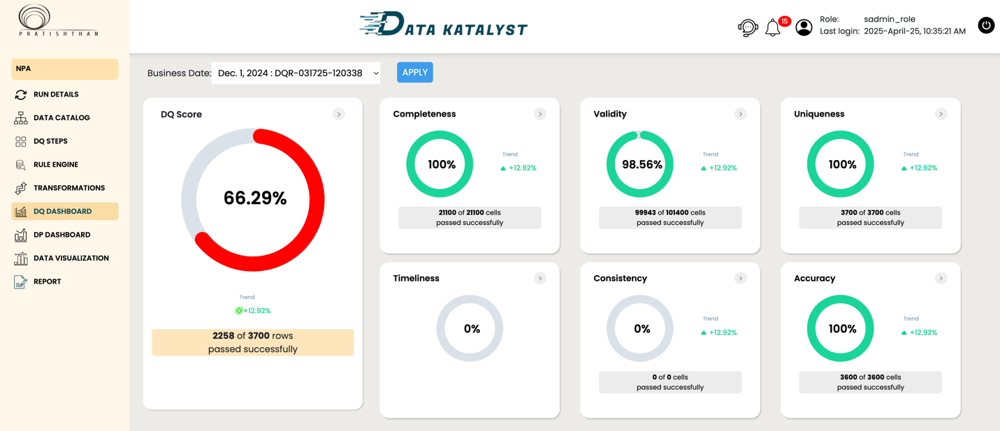 PRATISHTHAN
DATA KATALYST
15
Role: sadmin_role
Last login: 2025-April-25, 10:35:21 AM
NPA
RUN DETAILS
DATA CATALOG
DQ STEPS
RULE ENGINE
TRANSFORMATIONS
DQ DASHBOARD
DP DASHBOARD
DATA VISUALIZATION
REPORT
Business Date: Dec. 1, 2024 : DQR-031725-120338
APPLY
DQ Score
66.29%
Trend
+12.92%
2258 of 3700 rows
passed successfully
Completeness
100%
Trend
+12.92%
21100 of 21100 cells
passed successfully
Validity
98.56%
Trend
+12.92%
99943 of 101400 cells
passed successfully
Uniqueness
100%
Trend
+12.92%
3700 of 3700 cells
passed successfully
Timeliness
0%
Consistency
0%
Trend
+12.92%
0 of 0 cells
passed successfully
Accuracy
100%
Trend
+12.92%
3600 of 3600 cells
passed successfully